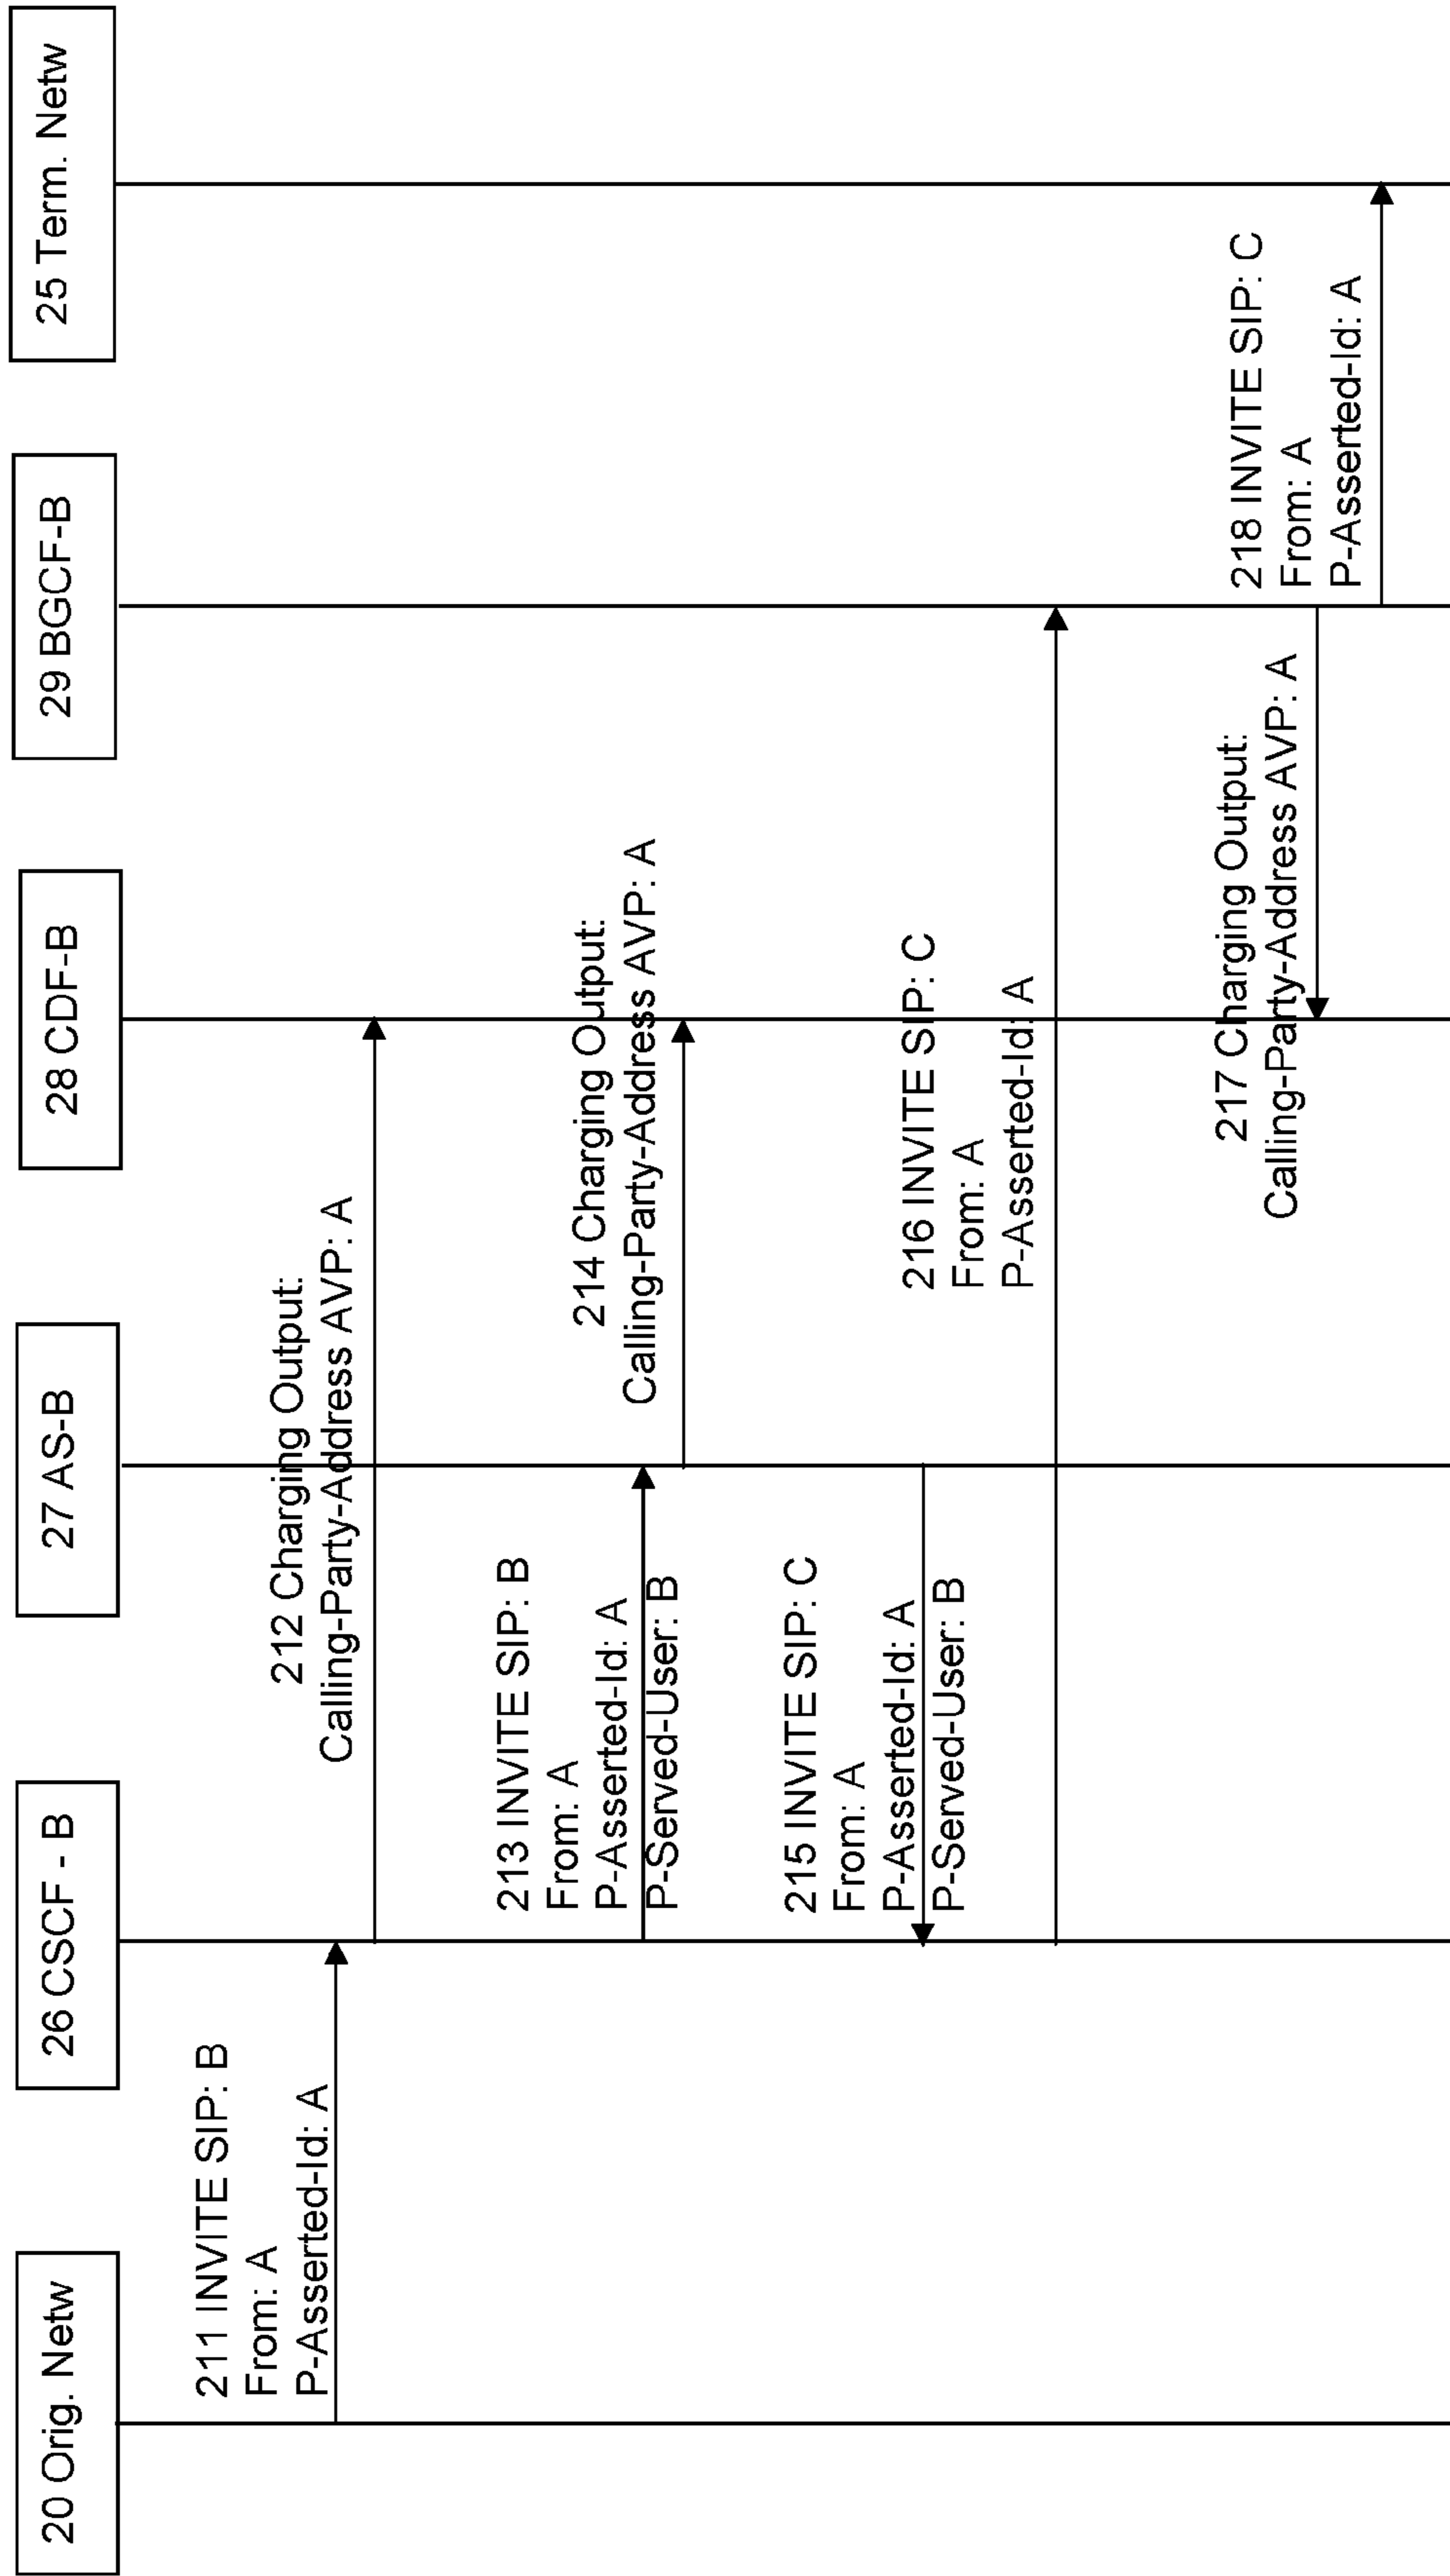 20 Orig. Netw
26 CSCF - B
27 AS-B
28 CDF-B
29 BGCF-B
25 Term. Netw
211 INVITE SIP: B
From: A
P-Asserted-Id: A
212 Charging Output:
Calling-Party-Address AVP: A
213 INVITE SIP: B
From: A
P-Asserted-Id: A
P-Served-User: B
214 Charging Output:
Calling-Party-Address AVP: A
215 INVITE SIP: C
From: A
P-Asserted-Id: A
P-Served-User: B
216 INVITE SIP: C
From: A
P-Asserted-Id: A
217 Charging Output:
Calling-Party-Address AVP: A
218 INVITE SIP: C
From: A
P-Asserted-Id: A